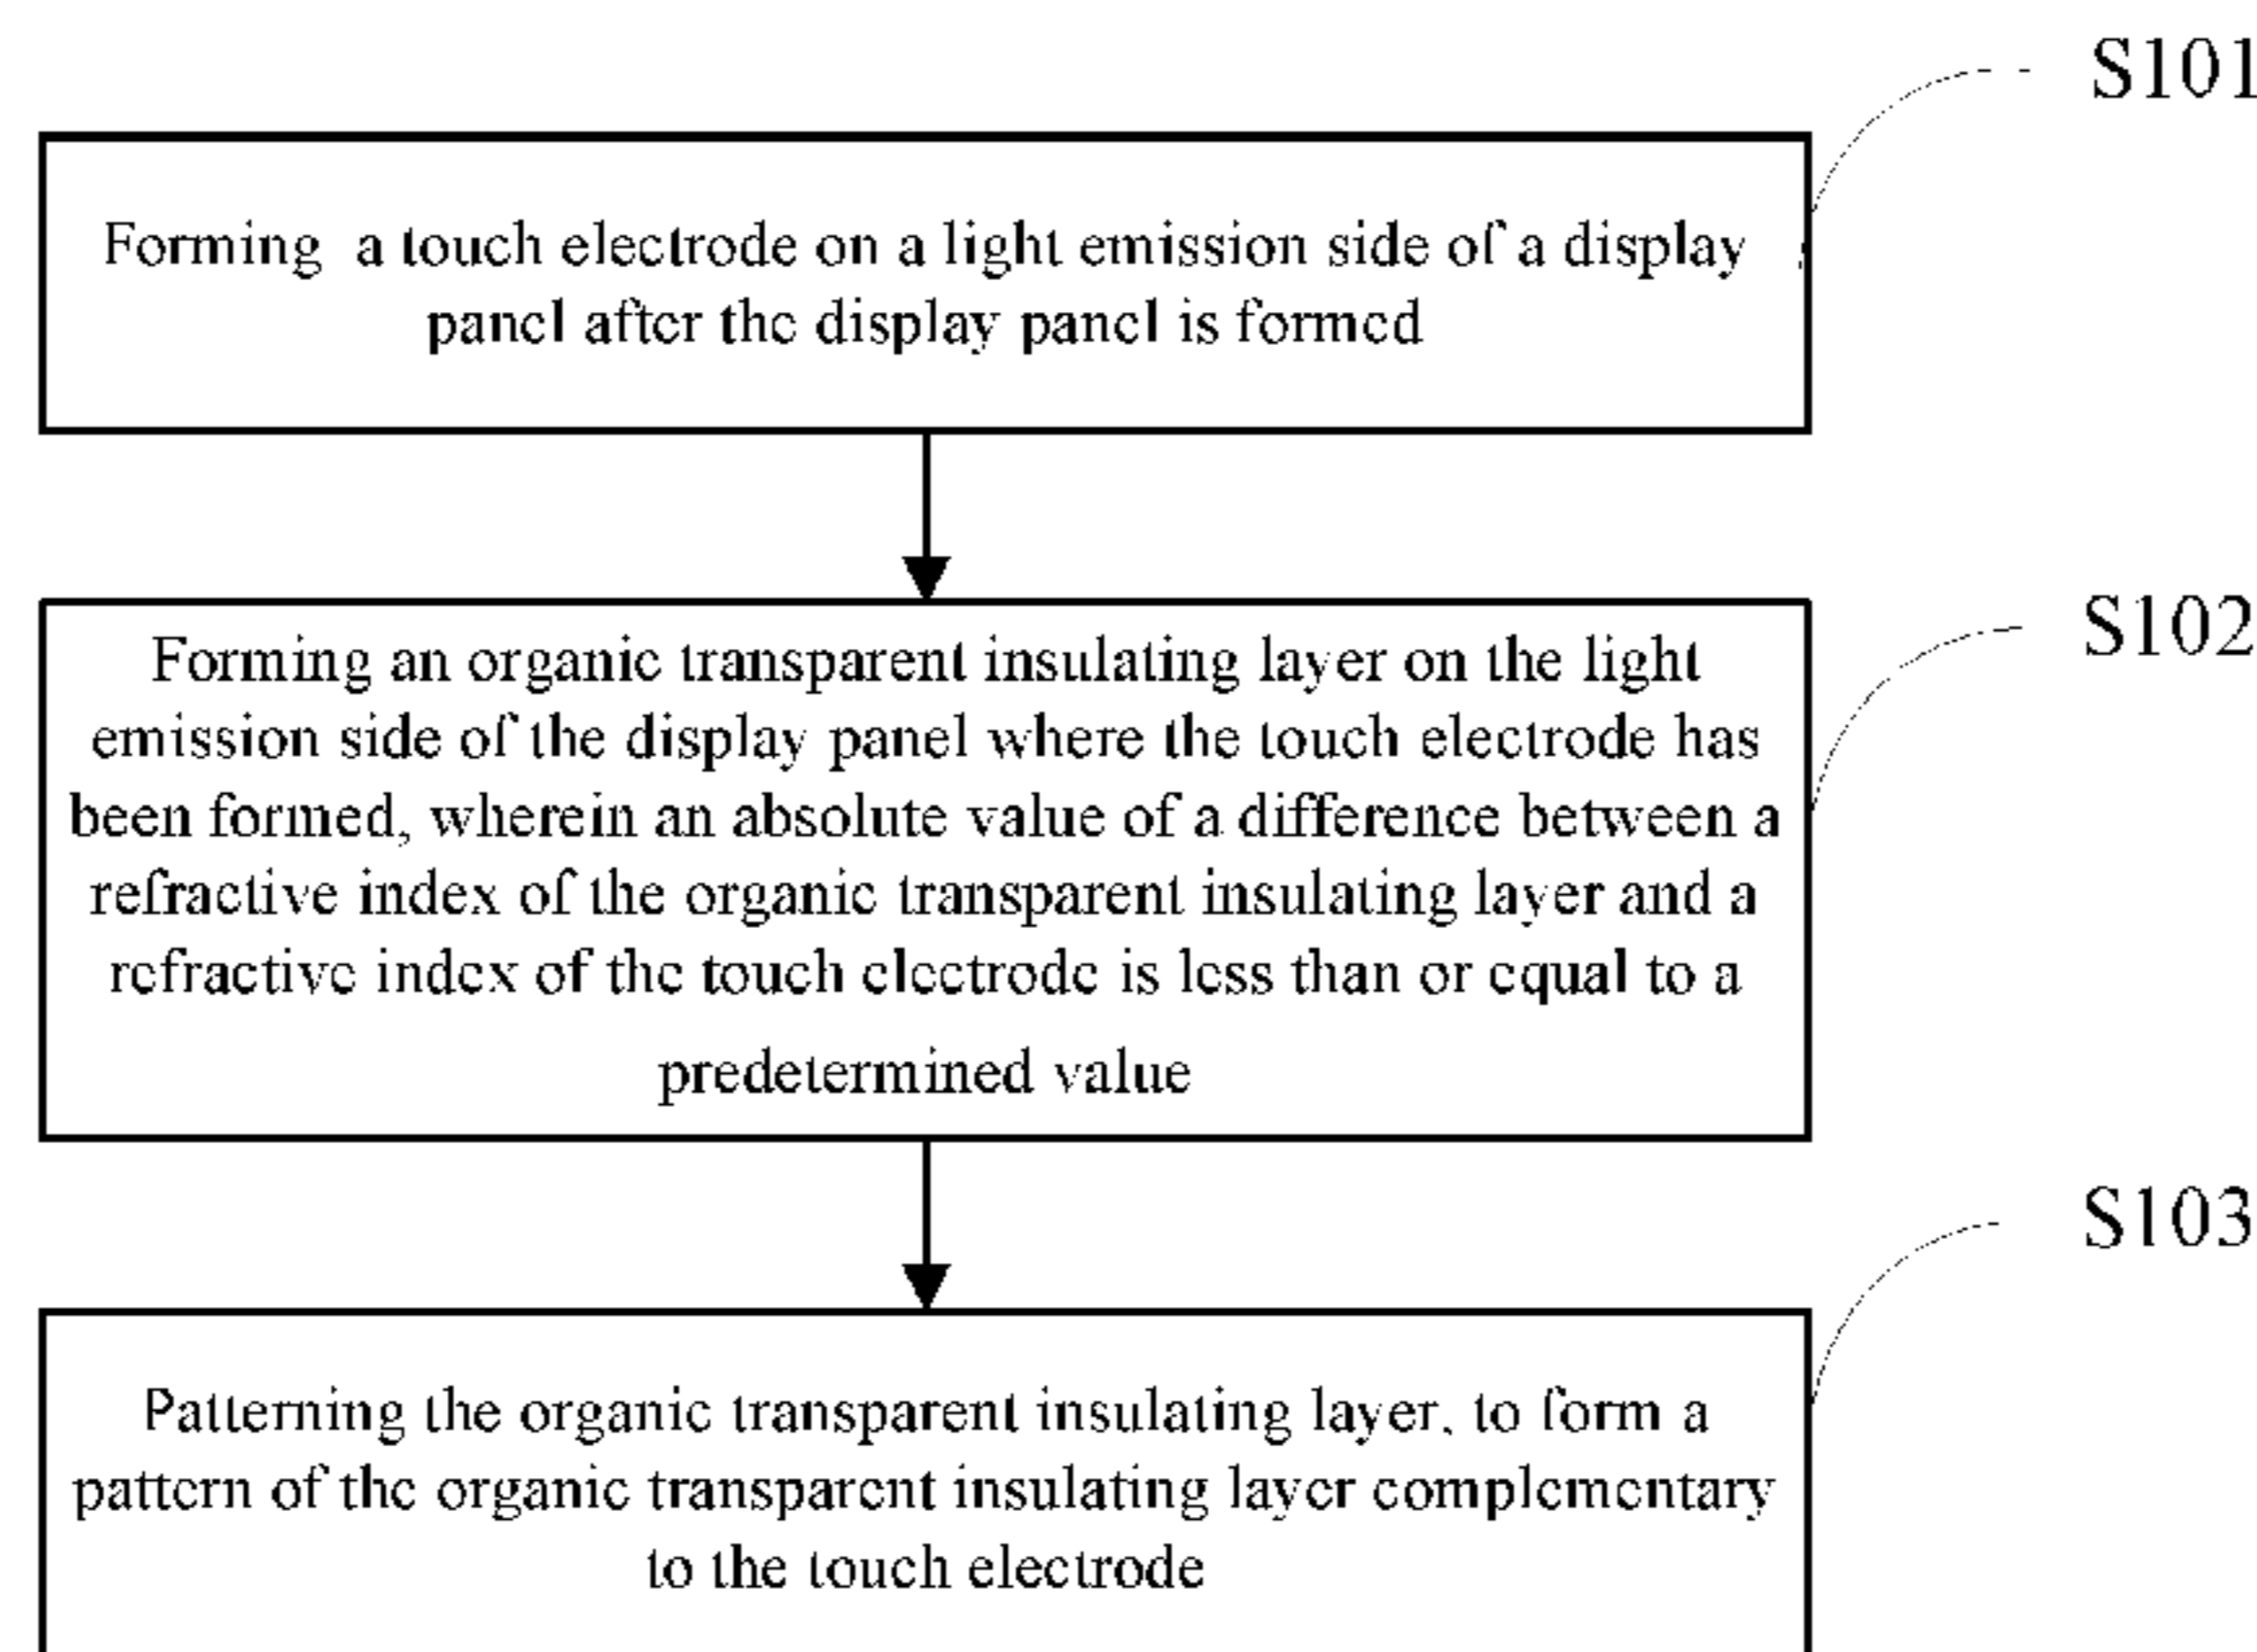 S101
Forming a touch electrode on a light emission side of a display
panel after the display panel is formed
S102
Forming an organic transparent insulating layer on the light
emission side of the display panel where the touch electrode has
been formed, wherein an absolute value of a difference between a
refractive index of the organic transparent insulating layer and a
refractive index of the touch electrode is less than or equal to a
predetermined value
S103
Patterning the organic transparent insulating layer, to form a
pattern of the organic transparent insulating layer complementary
to the touch electrode